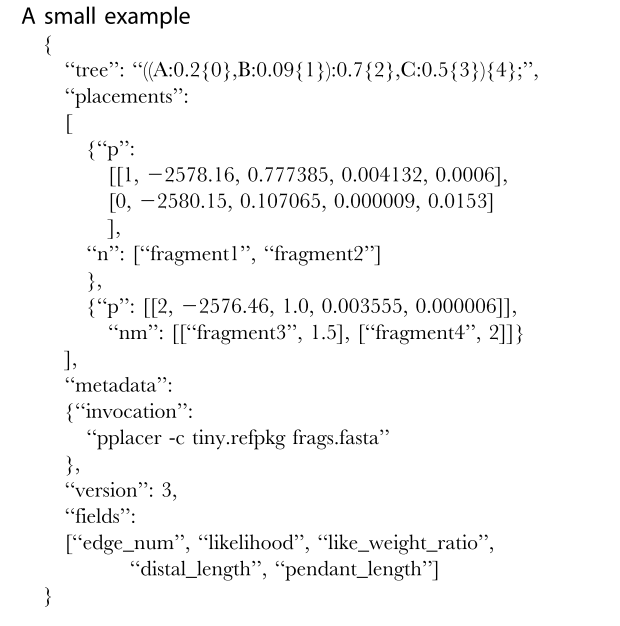 A small example
{
“tree”: “((A:0.2{0},B:0.09{1}):0.7{2},C:0.5{3}){4};”,
“placements”:
[
{“p”:
[[1, −2578.16, 0.777385, 0.004132, 0.0006],
[0, −2580.15, 0.107065, 0.000009, 0.0153]
],
“n”: [“fragment1”, “fragment2”]
},
{“p”: [[2, −2576.46, 1.0, 0.003555, 0.000006]],
“nm”: [[“fragment3”, 1.5], [“fragment4”, 2]]}
],
“metadata”:
{“invocation”:
“pplacer -c tiny.refpkg frags.fasta”
},
“version”: 3,
“fields”:
[“edge_num”, “likelihood”, “like_weight_ratio”,
“distal_length”, “pendant_length”]
}